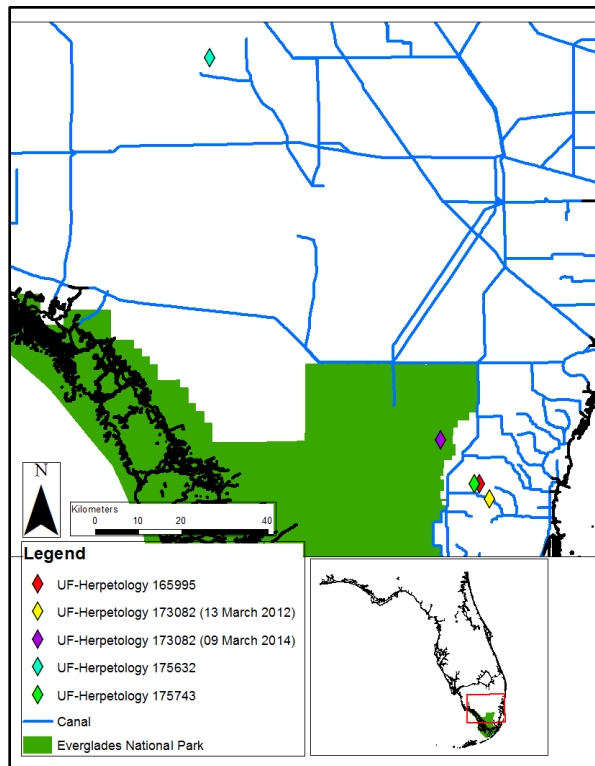 N
Kilometers
0 10 20 40
Legend
UF-Herpetology 165995
UF-Herpetology 173082 (13 March 2012)
UF-Herpetology 173082 (09 March 2014)
UF-Herpetology 175632
UF-Herpetology 175743
Canal
Everglades National Park